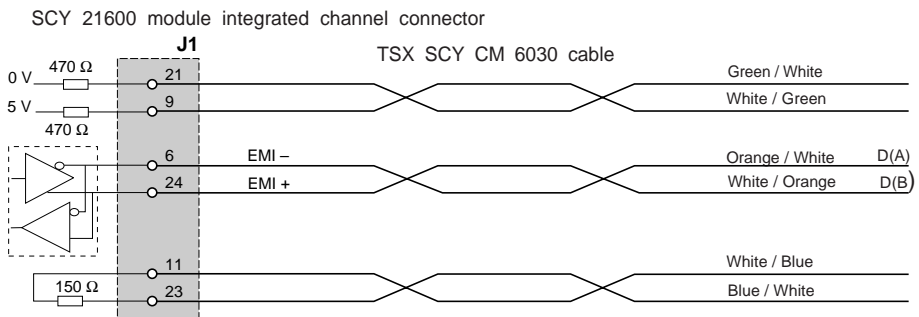 SCY 21600 module integrated channel connector
J1
TSX SCY CM 6030 cable
0 V 470 Ω 21 Green / White
5 V 9 White / Green
470 Ω
6 EMI – Orange / White D(A)
24 EMI + White / Orange D(B)
11 White / Blue
150 Ω 23 Blue / White